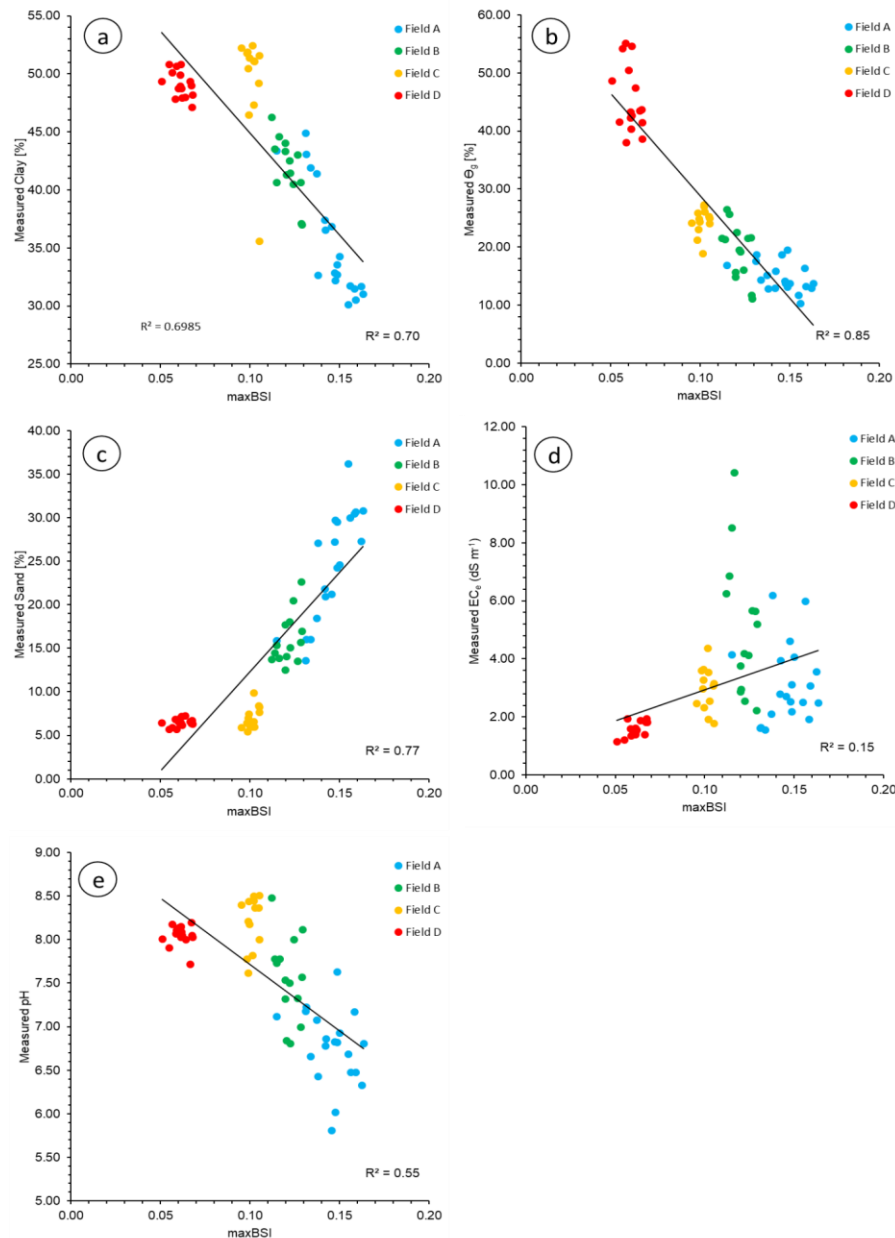 a
55.00
50.00
45.00
40.00
35.00
30.00
25.00
Measured Clay [%]
Field A
Field B
Field C
Field D
R² = 0.6985
R² = 0.70
0.00 0.05 0.10 0.15 0.20
maxBSI
b
60.00
50.00
40.00
30.00
20.00
10.00
0.00
Measured Θg [%]
Field A
Field B
Field C
Field D
R² = 0.85
0.00 0.05 0.10 0.15 0.20
maxBSI
c
40.00
35.00
30.00
25.00
20.00
15.00
10.00
5.00
0.00
Measured Sand [%]
Field A
Field B
Field C
Field D
R² = 0.77
0.00 0.05 0.10 0.15 0.20
maxBSI
d
12.00
10.00
8.00
6.00
4.00
2.00
0.00
Measured ECe (dS m⁻¹)
Field A
Field B
Field C
Field D
R² = 0.15
0.00 0.05 0.10 0.15 0.20
maxBSI
e
9.00
8.50
8.00
7.50
7.00
6.50
6.00
5.50
5.00
Measured pH
Field A
Field B
Field C
Field D
R² = 0.55
0.00 0.05 0.10 0.15 0.20
maxBSI